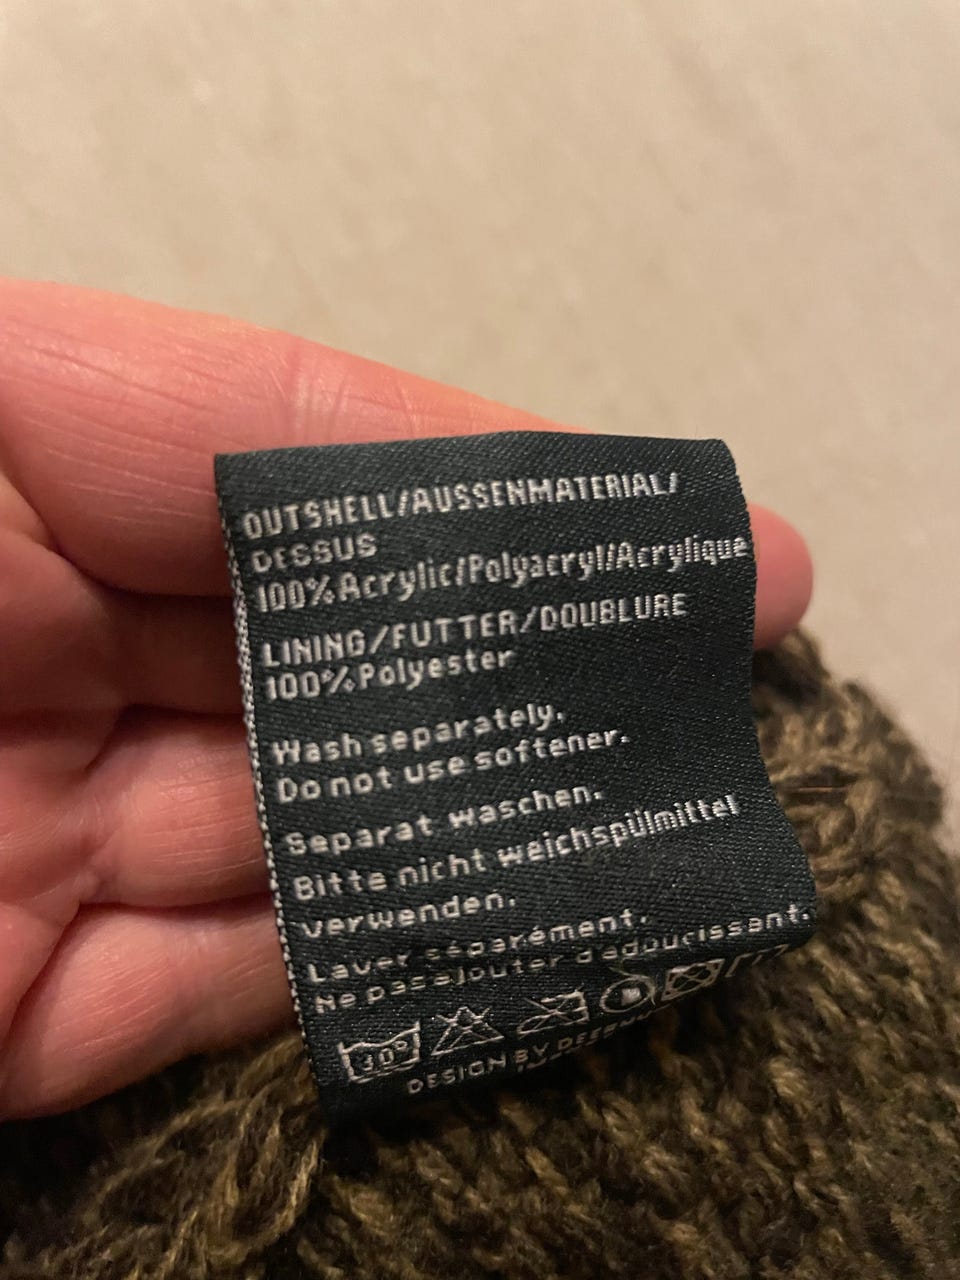 OUTSHELL/AUSSENMATERIAL/
DESSUS
100%Acrylic/Polyacryl/Acrylique
LINING/FUTTER/DOUBLURE
100%Polyester
Wash separately.
Do not use softener.
Separat waschen.
Bitte nicht weichspülmittel
verwenden.
Laver séparément.
Ne pas ajouter d adoucissant.
30°
DESIGN BY